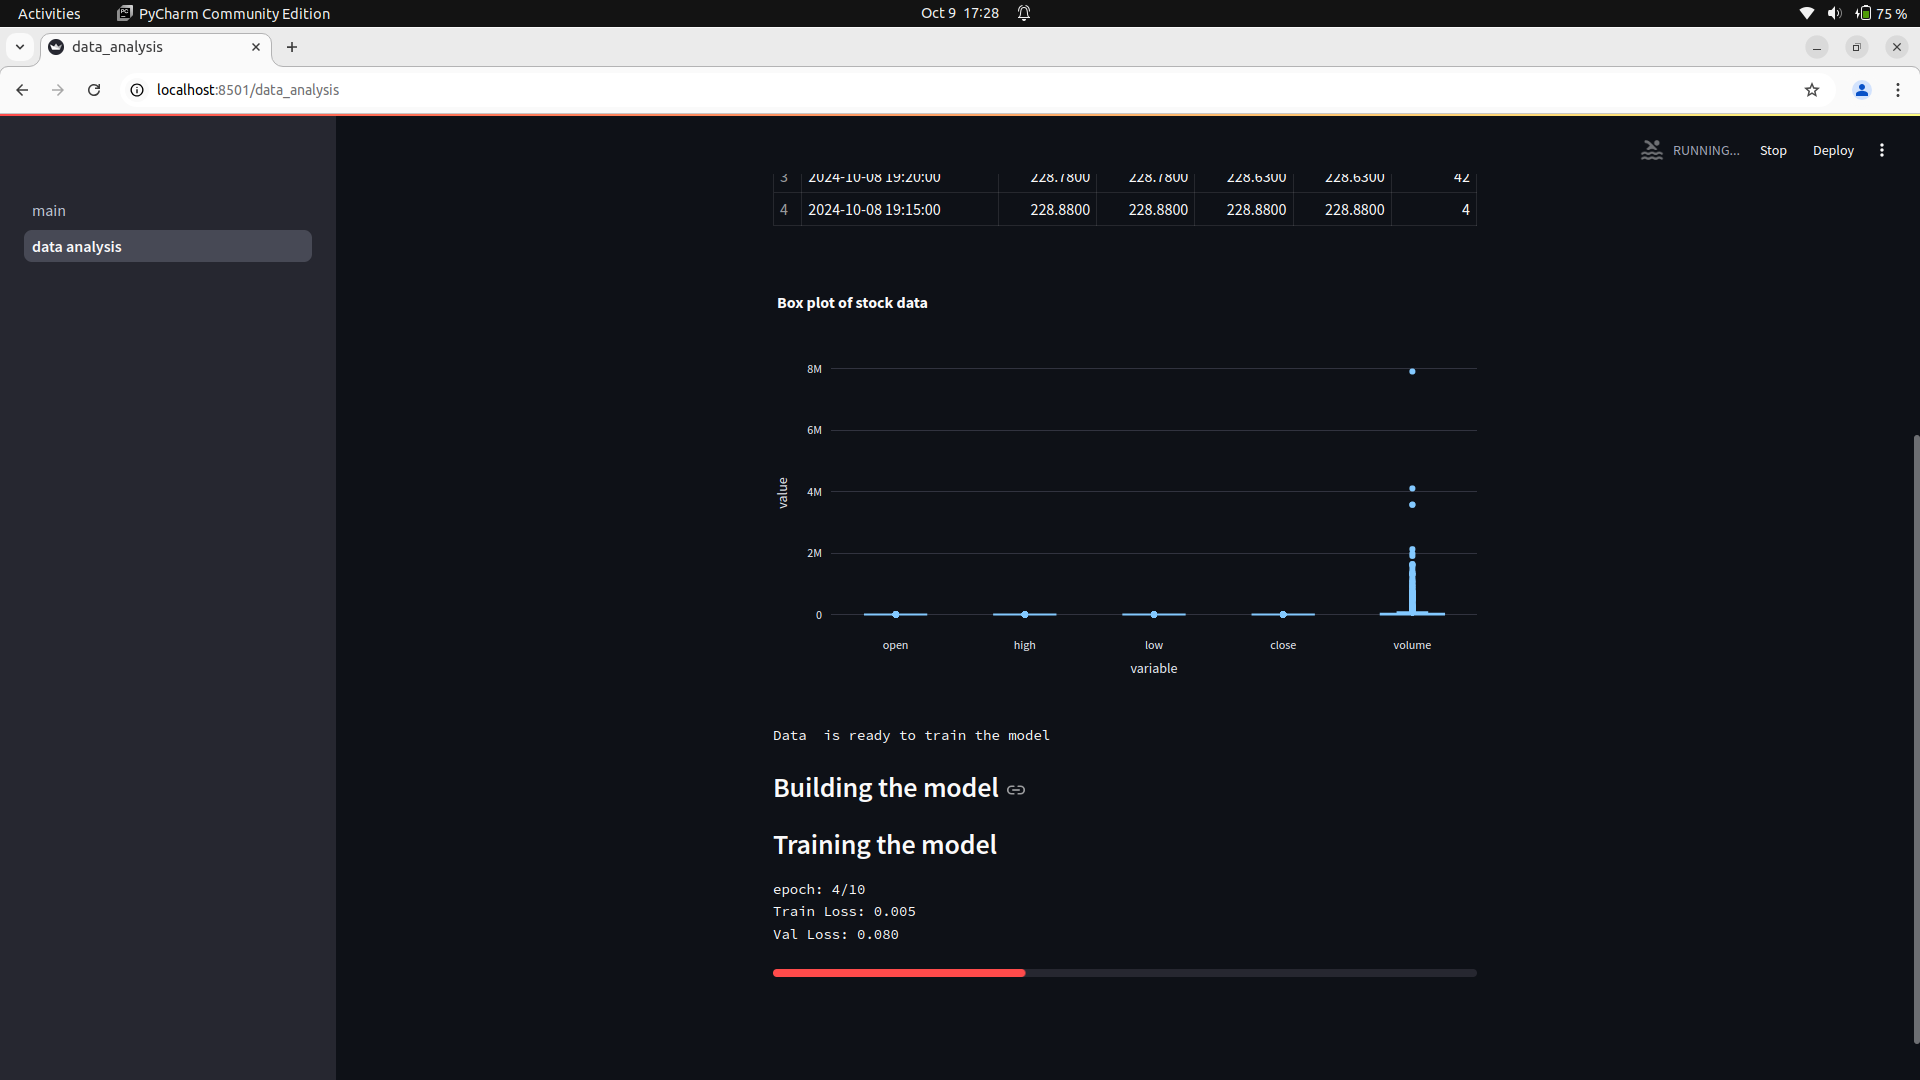 Activities PyCharm Community Edition Oct 9 17:28 75 %
data_analysis
localhost:8501/data_analysis
RUNNING... Stop Deploy
main
data analysis
3 2024-10-08 19:20:00 228.7800 228.7800 228.6300 228.6300 42
4 2024-10-08 19:15:00 228.8800 228.8800 228.8800 228.8800 4
Box plot of stock data
8M
6M
4M
2M
0
value
open high low close volume
variable
Data  is ready to train the model
Building the model
Training the model
epoch: 4/10
Train Loss: 0.005
Val Loss: 0.080